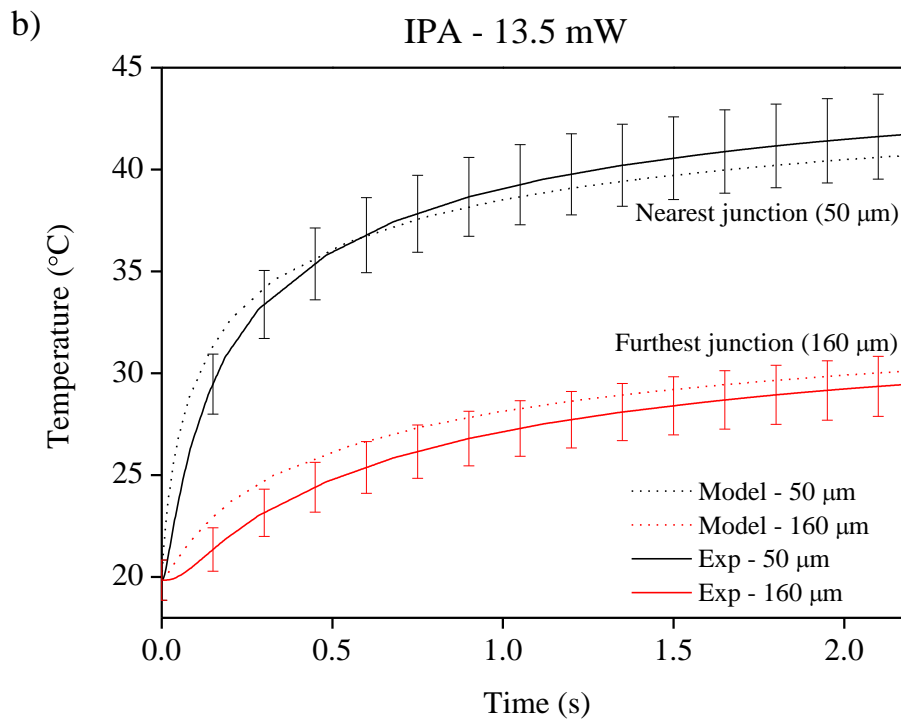 b)
IPA - 13.5 mW
45
40
35
30
25
20
Temperature (°C)
Nearest junction (50 μm)
Furthest junction (160 μm)
Model - 50 μm
Model - 160 μm
Exp - 50 μm
Exp - 160 μm
0.0
0.5
1.0
1.5
2.0
Time (s)